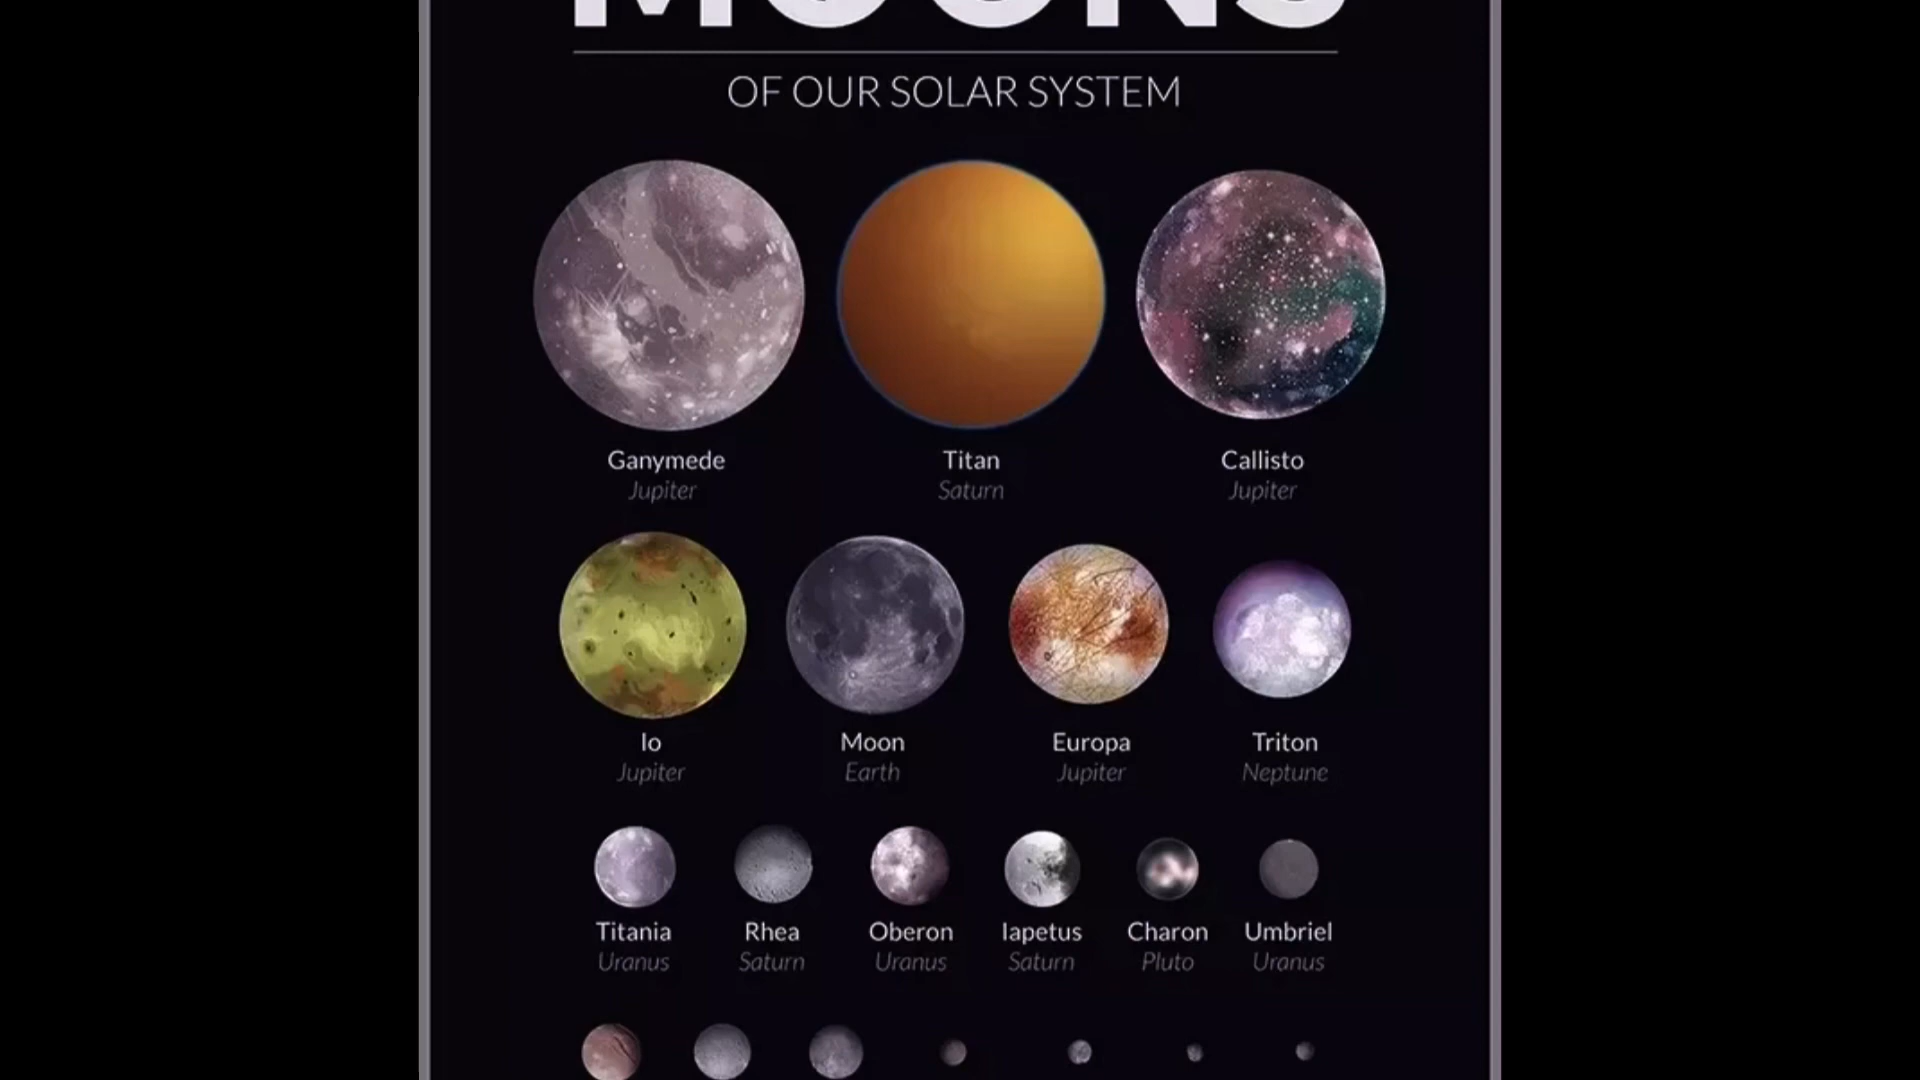 MOONS
OF OUR SOLAR SYSTEM
Ganymede Titan Callisto
Jupiter Saturn Jupiter
Io Moon Europa Triton
Jupiter Earth Jupiter Neptune
Titania Rhea Oberon Iapetus Charon Umbriel
Uranus Saturn Uranus Saturn Pluto Uranus